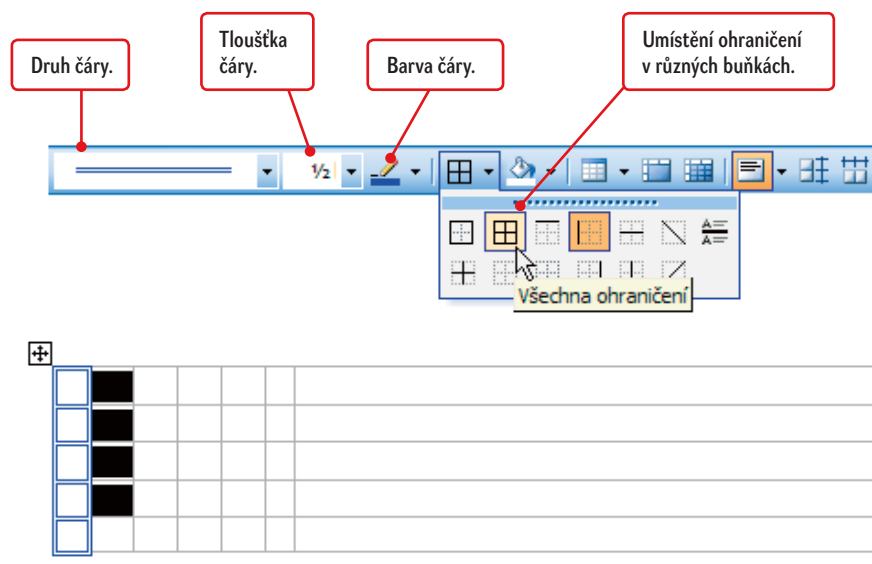 Druh čáry.
Tloušťka
čáry.
Barva čáry.
Umístění ohraničení
v různých buňkách.
½
Všechna ohraničení